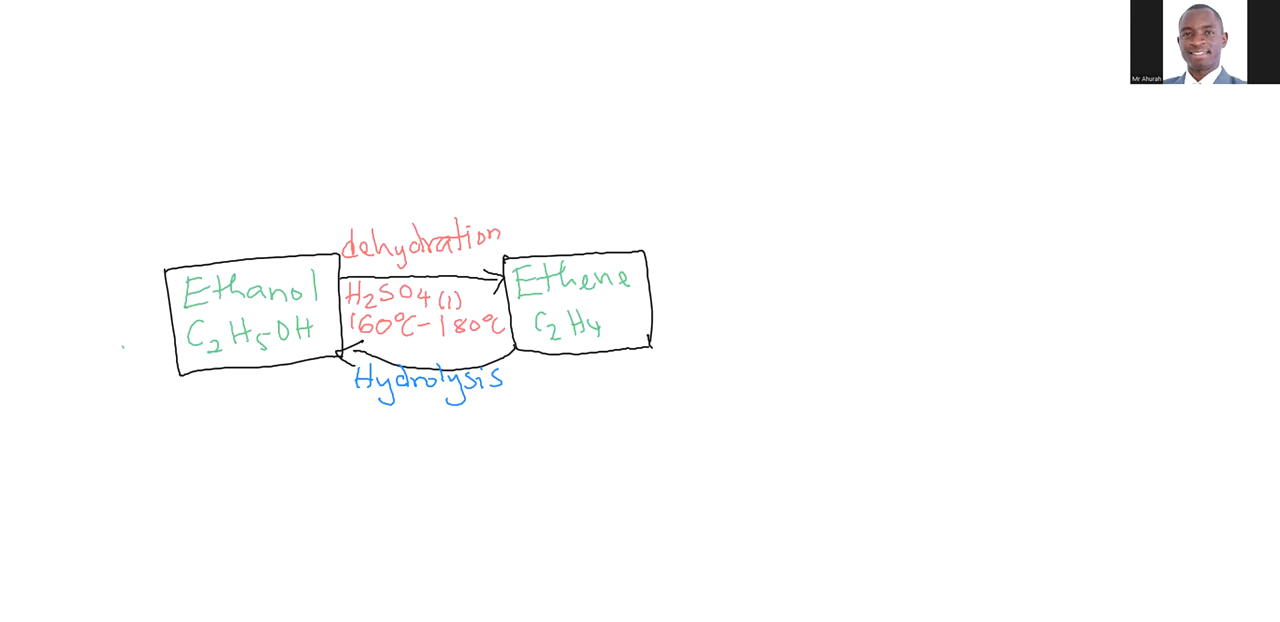 Mr Ahurah
dehydration
Ethanol
C2H5OH
H2SO4(l)
160°C-180°C
Ethene
C2H4
Hydrolysis